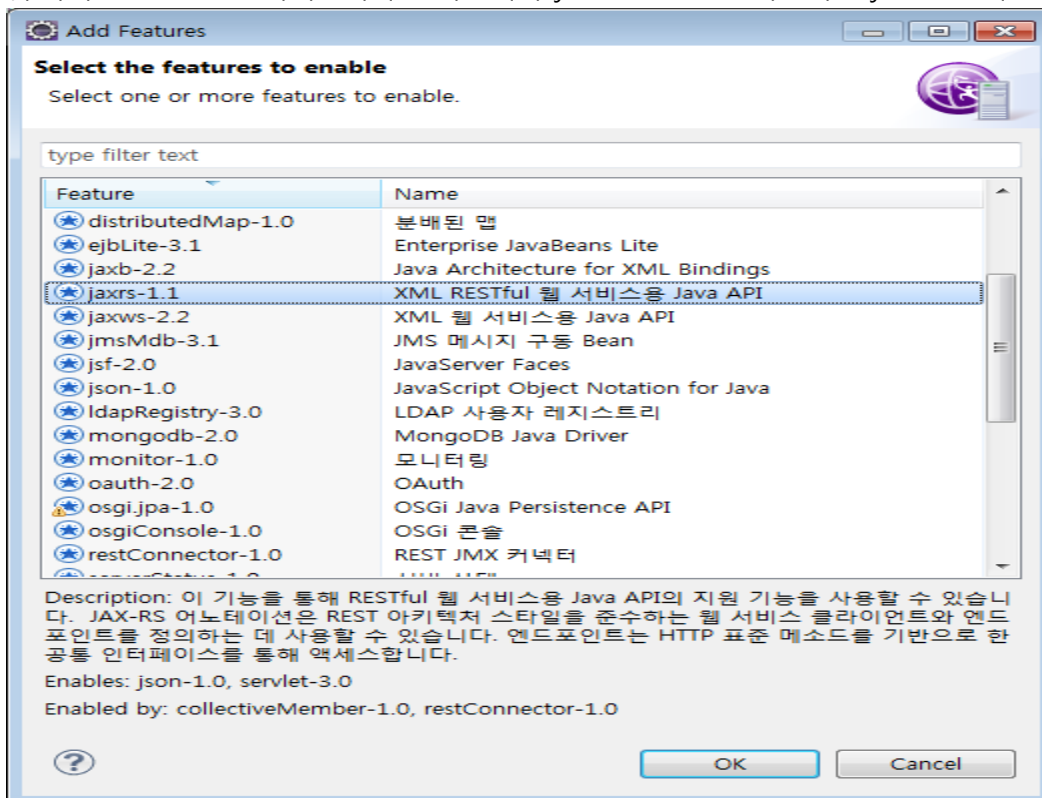 Add Features
Select the features to enable
Select one or more features to enable.
type filter text
Feature Name
distributedMap-1.0 분배된 맵
ejbLite-3.1 Enterprise JavaBeans Lite
jaxb-2.2 Java Architecture for XML Bindings
jaxrs-1.1 XML RESTful 웹 서비스용 Java API
jaxws-2.2 XML 웹 서비스용 Java API
jmsMdb-3.1 JMS 메시지 구동 Bean
jsf-2.0 JavaServer Faces
json-1.0 JavaScript Object Notation for Java
ldapRegistry-3.0 LDAP 사용자 레지스트리
mongodb-2.0 MongoDB Java Driver
monitor-1.0 모니터링
oauth-2.0 OAuth
osgi.jpa-1.0 OSGi Java Persistence API
osgiConsole-1.0 OSGi 콘솔
restConnector-1.0 REST JMX 커넥터
Description: 이 기능을 통해 RESTful 웹 서비스용 Java API의 지원 기능을 사용할 수 있습니
다. JAX-RS 어노테이션은 REST 아키텍처 스타일을 준수하는 웹 서비스 클라이언트와 엔드
포인트를 정의하는 데 사용할 수 있습니다. 엔드포인트는 HTTP 표준 메소드를 기반으로 한
공통 인터페이스를 통해 액세스합니다.
Enables: json-1.0, servlet-3.0
Enabled by: collectiveMember-1.0, restConnector-1.0
? OK Cancel